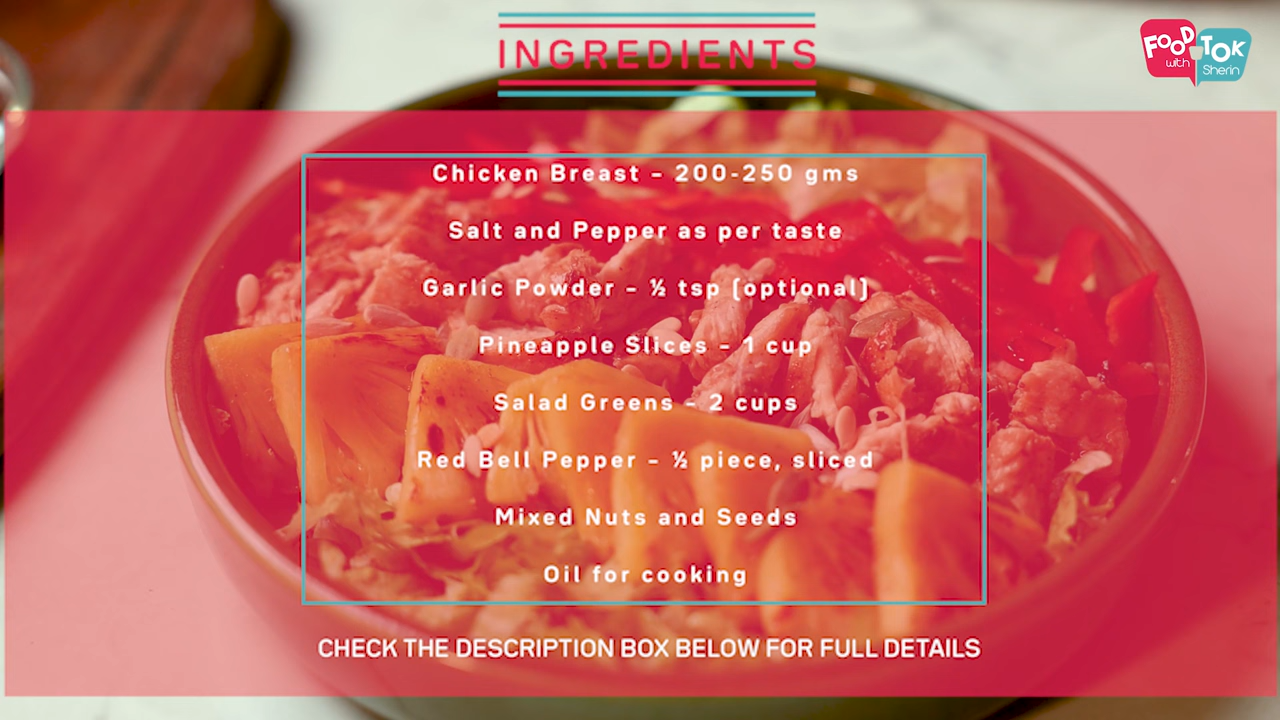 INGREDIENTS
FOOD TOK
with Sherin
Chicken Breast - 200-250 gms
Salt and Pepper as per taste
Garlic Powder - ½ tsp (optional)
Pineapple Slices - 1 cup
Salad Greens - 2 cups
Red Bell Pepper - ½ piece, sliced
Mixed Nuts and Seeds
Oil for cooking
CHECK THE DESCRIPTION BOX BELOW FOR FULL DETAILS